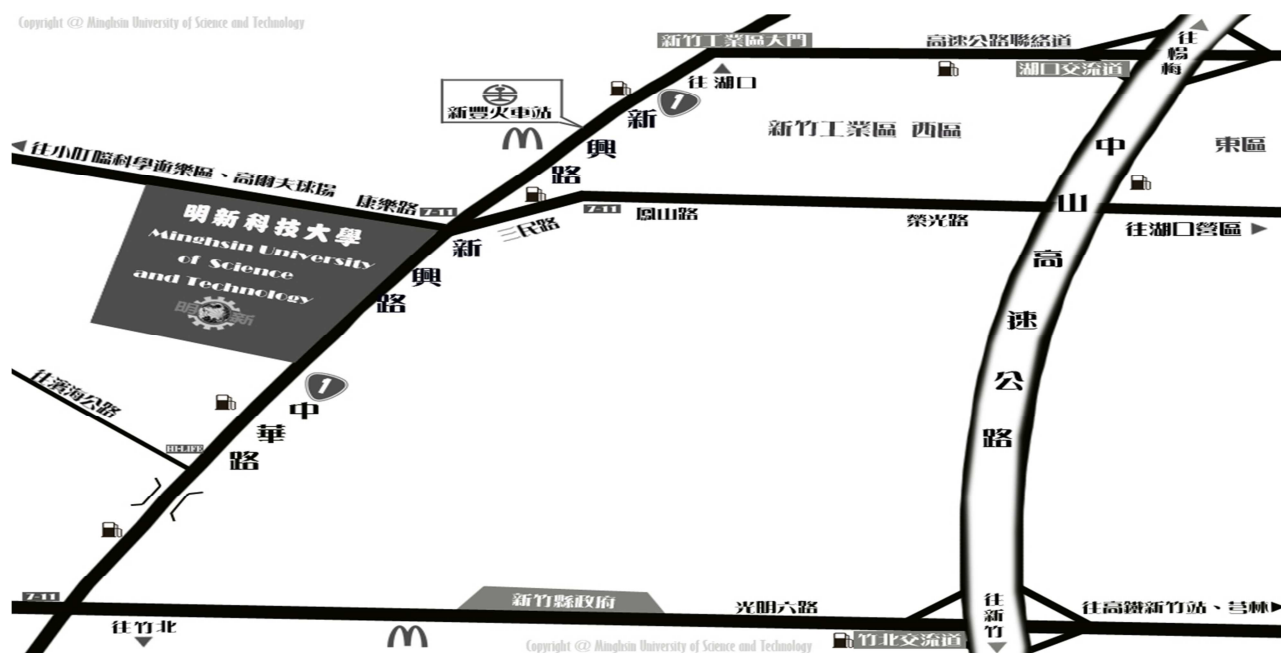 Copyright @ Minghsin University of Science and Technology
新竹工業區大門
高速公路聯絡道
往楊梅
湖口交流道
往湖口
新豐火車站
1
新興路
新竹工業區 西區
東區
中山高速公路
往小叮噹科學遊樂區、高爾夫球場
康樂路
7-11
三民路
7-11
鳳山路
榮光路
往湖口營區
明新科技大學
Minghsin University
of Science
and Technology
明新
新興路
1
中華路
往濱海公路
HI-LIFE
7-11
往竹北
新竹縣政府
光明六路
往新竹
往高鐵新竹站、芎林
竹北交流道
Copyright @ Minghsin University of Science and Technology